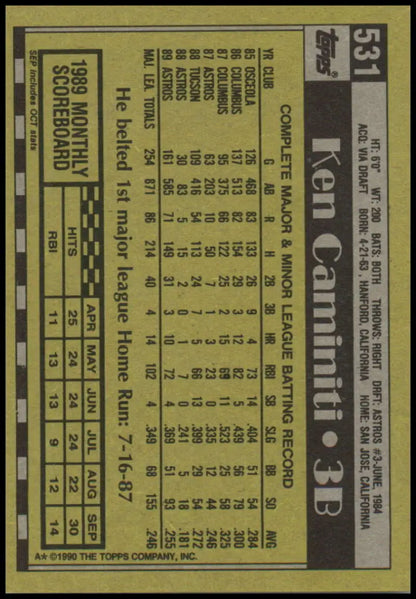 531
Topps
Ken Caminiti • 3B
HT: 6'0" WT: 200 BATS: BOTH THROWS: RIGHT DRFT: ASTROS #3-JUNE, 1984
ACQ: VIA DRAFT BORN: 4-21-63, HANFORD, CALIFORNIA HOME: SAN JOSE, CALIFORNIA
COMPLETE MAJOR & MINOR LEAGUE BATTING RECORD
YR CLUB G AB R H 2B 3B HR RBI SB SLG BB SO AVG
85 OSCEOLA 126 468 83 133 26 9 4 73 14 .404 51 54 .284
86 COLUMBUS 137 513 82 154 29 3 12 82 5 .439 56 79 .300
87 COLUMBUS 95 375 66 122 25 2 15 69 11 .523 25 58 .325
87 ASTROS 63 203 10 50 7 1 3 23 0 .335 12 44 .246
88 TUCSON 109 416 54 113 24 7 5 66 13 .399 29 54 .272
88 ASTROS 30 83 5 15 2 0 1 7 0 .241 5 18 .181
89 ASTROS 161 585 71 149 31 3 10 72 4 .369 51 93 .255
MAJ. LEA. TOTALS 254 871 86 214 40 4 14 102 4 .349 68 155 .246
He belted 1st major league Home Run: 7-16-87
1989 MONTHLY
SCOREBOARD
APR MAY JUN JUL AUG SEP
HITS 25 24 24 24 22 30
RBI 11 13 13 9 12 14
SEP includes OCT stats
A* ©1990 THE TOPPS COMPANY, INC.